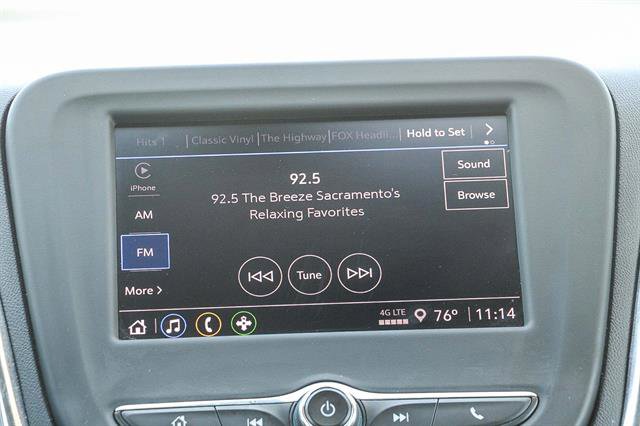 Hits 1 Classic Vinyl The Highway FOX Headli... Hold to Set
iPhone
AM
FM
More
92.5
92.5 The Breeze Sacramento's
Relaxing Favorites
Sound
Browse
Tune
4G LTE
76° 11:14